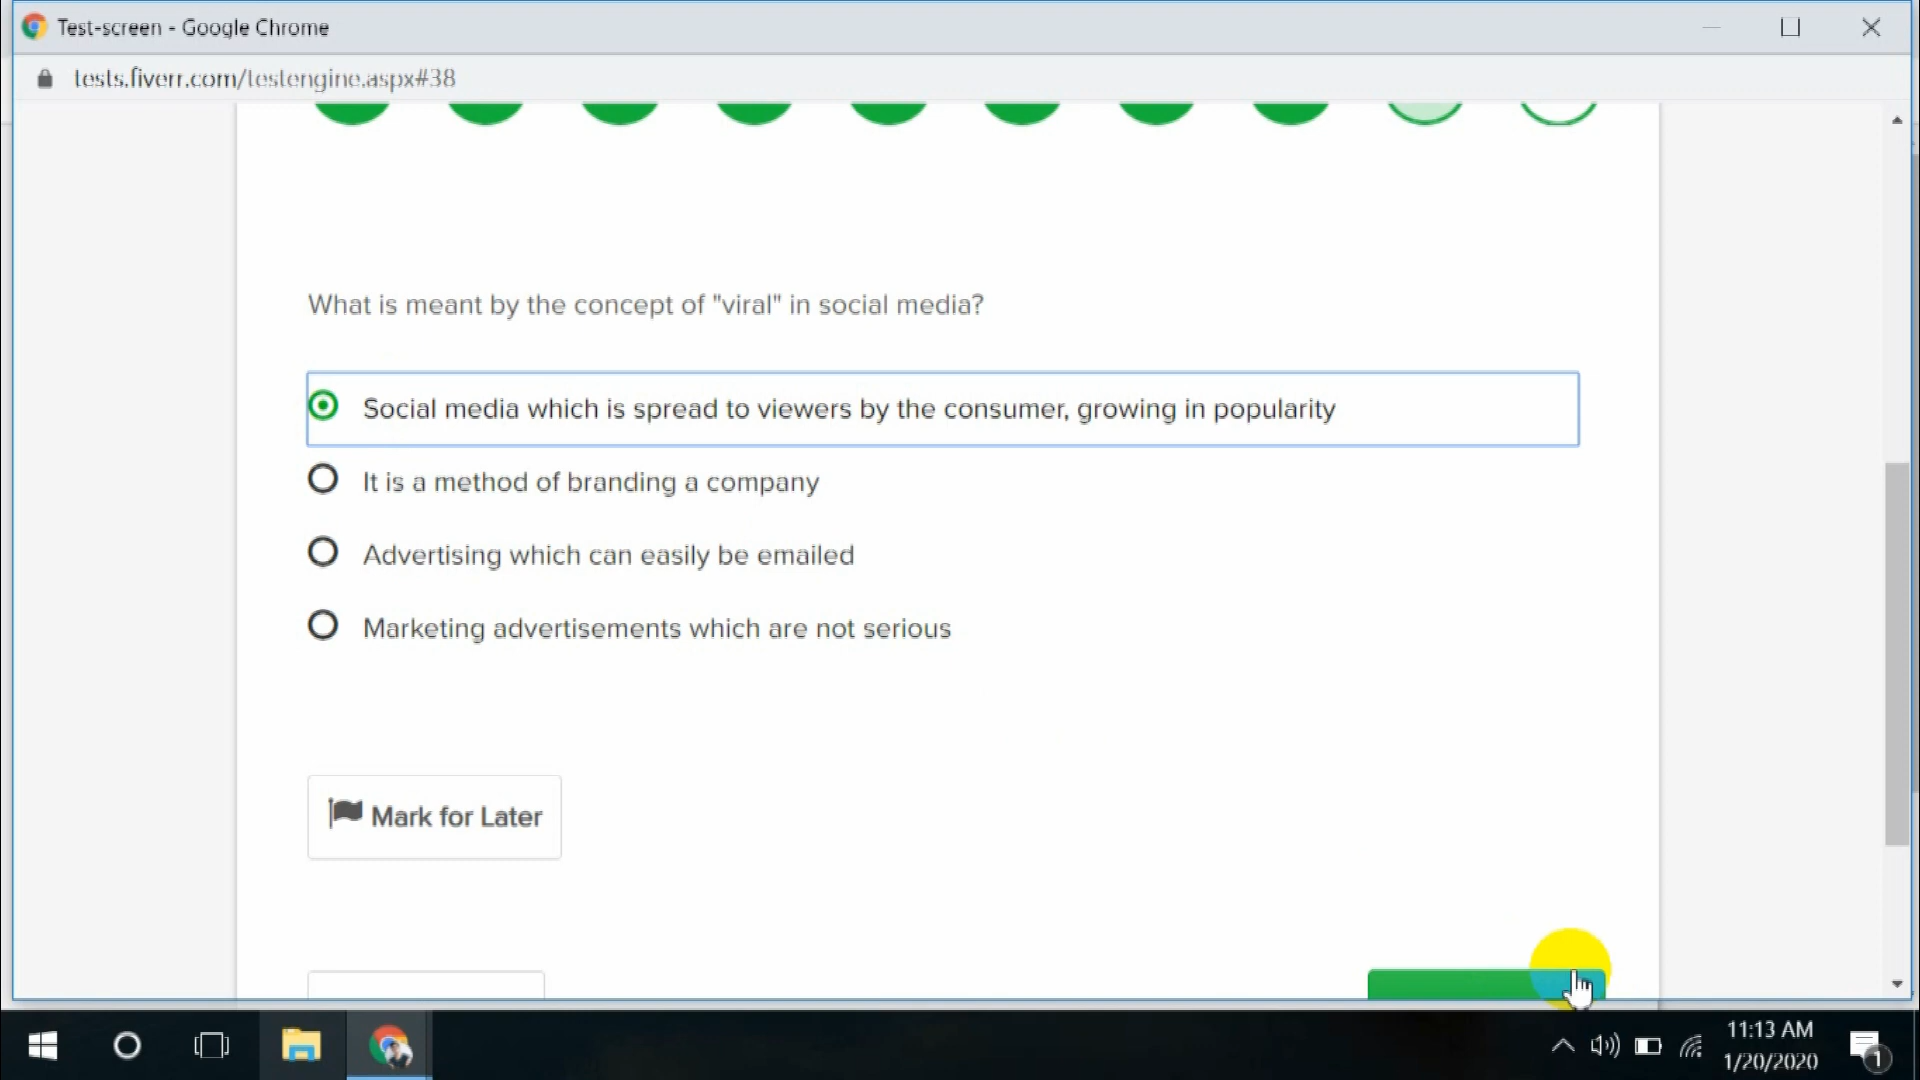 Test-screen - Google Chrome
tests.fiverr.com/testengine.aspx#38
What is meant by the concept of "viral" in social media?
Social media which is spread to viewers by the consumer, growing in popularity
It is a method of branding a company
Advertising which can easily be emailed
Marketing advertisements which are not serious
Mark for Later
11:13 AM
1/20/2020
1